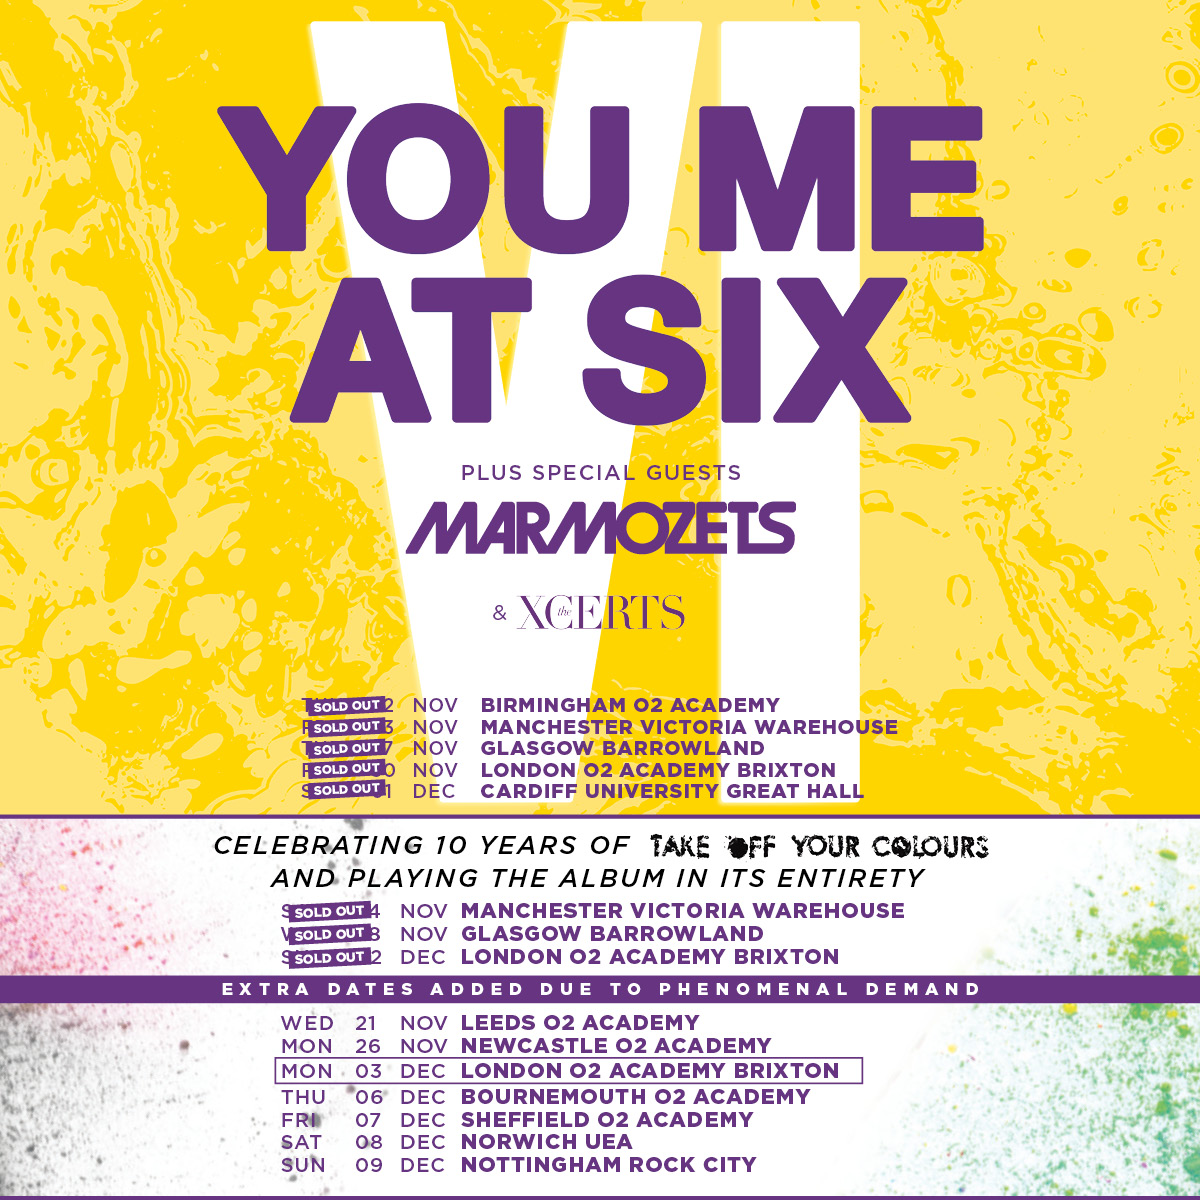 VI
YOU ME
AT SIX
PLUS SPECIAL GUESTS
MARMOZETS
& the XCERTS
SOLD OUT 2 NOV BIRMINGHAM O2 ACADEMY
SOLD OUT 3 NOV MANCHESTER VICTORIA WAREHOUSE
SOLD OUT NOV GLASGOW BARROWLAND
SOLD OUT NOV LONDON O2 ACADEMY BRIXTON
SOLD OUT DEC CARDIFF UNIVERSITY GREAT HALL
CELEBRATING 10 YEARS OF TAKE OFF YOUR COLOURS
AND PLAYING THE ALBUM IN ITS ENTIRETY
SOLD OUT 4 NOV MANCHESTER VICTORIA WAREHOUSE
SOLD OUT 8 NOV GLASGOW BARROWLAND
SOLD OUT 2 DEC LONDON O2 ACADEMY BRIXTON
EXTRA DATES ADDED DUE TO PHENOMENAL DEMAND
WED 21 NOV LEEDS O2 ACADEMY
MON 26 NOV NEWCASTLE O2 ACADEMY
MON 03 DEC LONDON O2 ACADEMY BRIXTON
THU 06 DEC BOURNEMOUTH O2 ACADEMY
FRI 07 DEC SHEFFIELD O2 ACADEMY
SAT 08 DEC NORWICH UEA
SUN 09 DEC NOTTINGHAM ROCK CITY